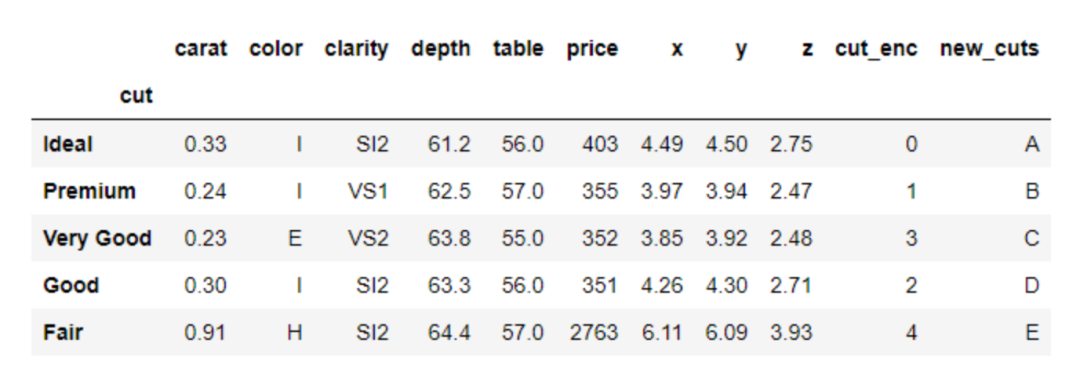 carat color clarity depth table price x y z cut_enc new_cuts
cut
Ideal 0.33 I SI2 61.2 56.0 403 4.49 4.50 2.75 0 A
Premium 0.24 I VS1 62.5 57.0 355 3.97 3.94 2.47 1 B
Very Good 0.23 E VS2 63.8 55.0 352 3.85 3.92 2.48 3 C
Good 0.30 I SI2 63.3 56.0 351 4.26 4.30 2.71 2 D
Fair 0.91 H SI2 64.4 57.0 2763 6.11 6.09 3.93 4 E